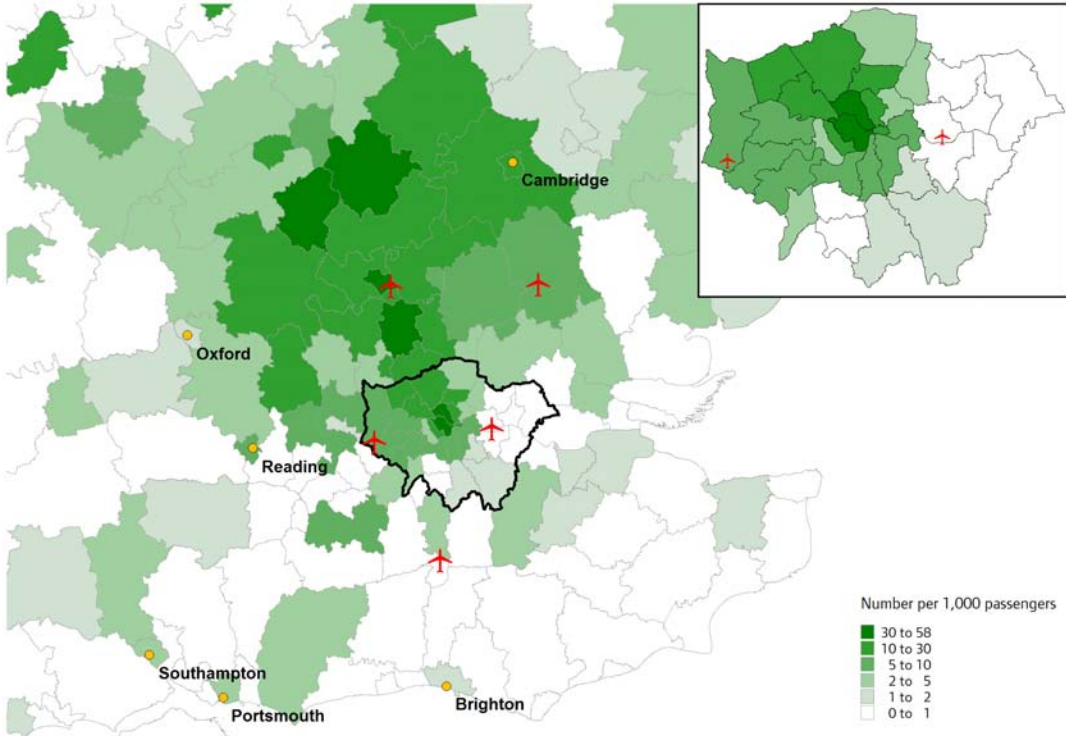 Cambridge
Oxford
Reading
Southampton
Portsmouth
Brighton
Number per 1,000 passengers
30 to 58
10 to 30
5 to 10
2 to 5
1 to 2
0 to 1